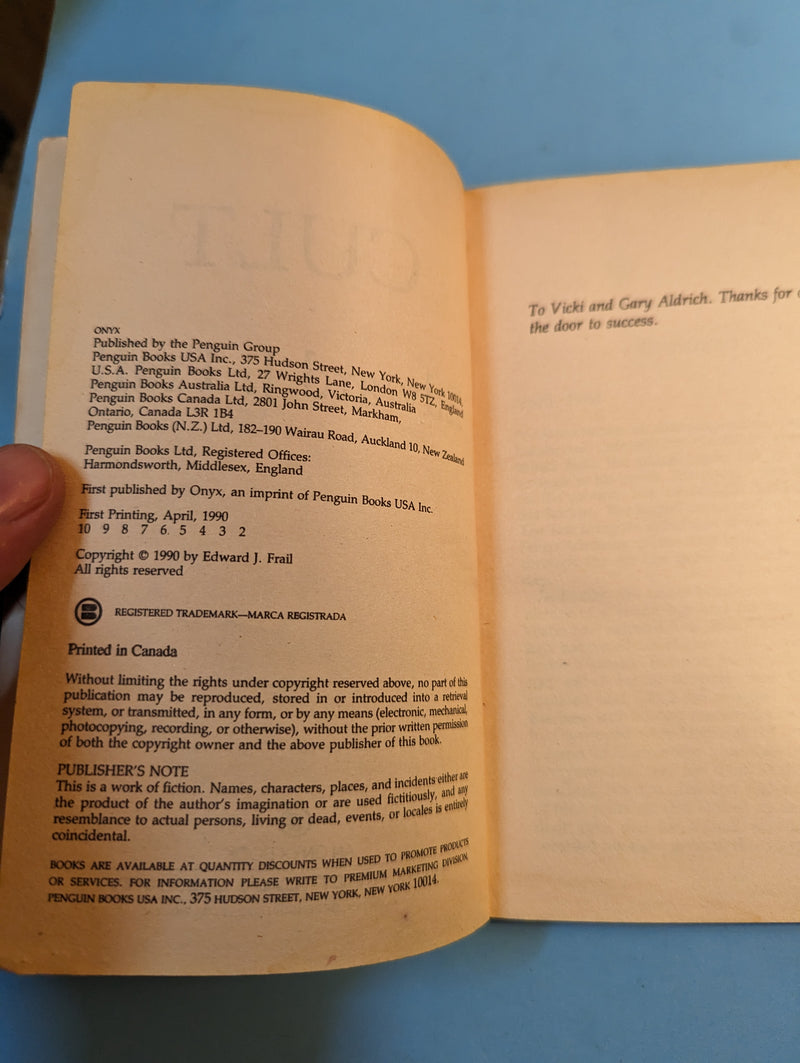 CULT
ONYX
Published by the Penguin Group
Penguin Books USA Inc., 375 Hudson Street, New York, New York 10014,
U.S.A. Penguin Books Ltd, 27 Wrights Lane, London W8 5TZ, England
Penguin Books Australia Ltd, Ringwood, Victoria, Australia
Penguin Books Canada Ltd, 2801 John Street, Markham,
Ontario, Canada L3R 1B4
Penguin Books (N.Z.) Ltd, 182–190 Wairau Road, Auckland 10, New Zealand
Penguin Books Ltd, Registered Offices:
Harmondsworth, Middlesex, England
First published by Onyx, an imprint of Penguin Books USA Inc.
First Printing, April, 1990
10 9 8 7 6 5 4 3 2
Copyright © 1990 by Edward J. Frail
All rights reserved
REGISTERED TRADEMARK—MARCA REGISTRADA
Printed in Canada
Without limiting the rights under copyright reserved above, no part of this
publication may be reproduced, stored in or introduced into a retrieval
system, or transmitted, in any form, or by any means (electronic, mechanical,
photocopying, recording, or otherwise), without the prior written permission
of both the copyright owner and the above publisher of this book.
PUBLISHER'S NOTE
This is a work of fiction. Names, characters, places, and incidents either are
the product of the author's imagination or are used fictitiously, and any
resemblance to actual persons, living or dead, events, or locales is entirely
coincidental.
BOOKS ARE AVAILABLE AT QUANTITY DISCOUNTS WHEN USED TO PROMOTE PRODUCTS
OR SERVICES. FOR INFORMATION PLEASE WRITE TO PREMIUM MARKETING DIVISION,
PENGUIN BOOKS USA INC., 375 HUDSON STREET, NEW YORK, NEW YORK 10014.
To Vicki and Gary Aldrich. Thanks for
the door to success.